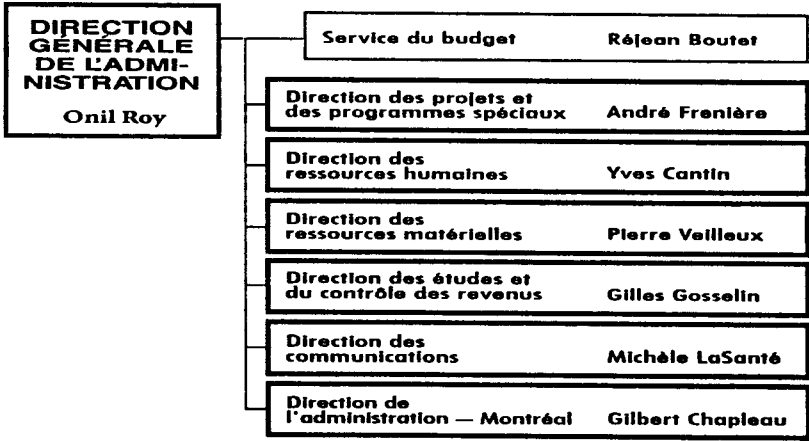 DIRECTION
GÉNÉRALE
DE L'ADMI-
NISTRATION
Onil Roy
Service du budget Réjean Boutet
Direction des projets et
des programmes spéciaux André Frenière
Direction des
ressources humaines Yves Cantin
Direction des
ressources matérielles Pierre Veilleux
Direction des études et
du contrôle des revenus Gilles Gosselin
Direction des
communications Michèle LaSanté
Direction de
l'administration — Montréal Gilbert Chapleau